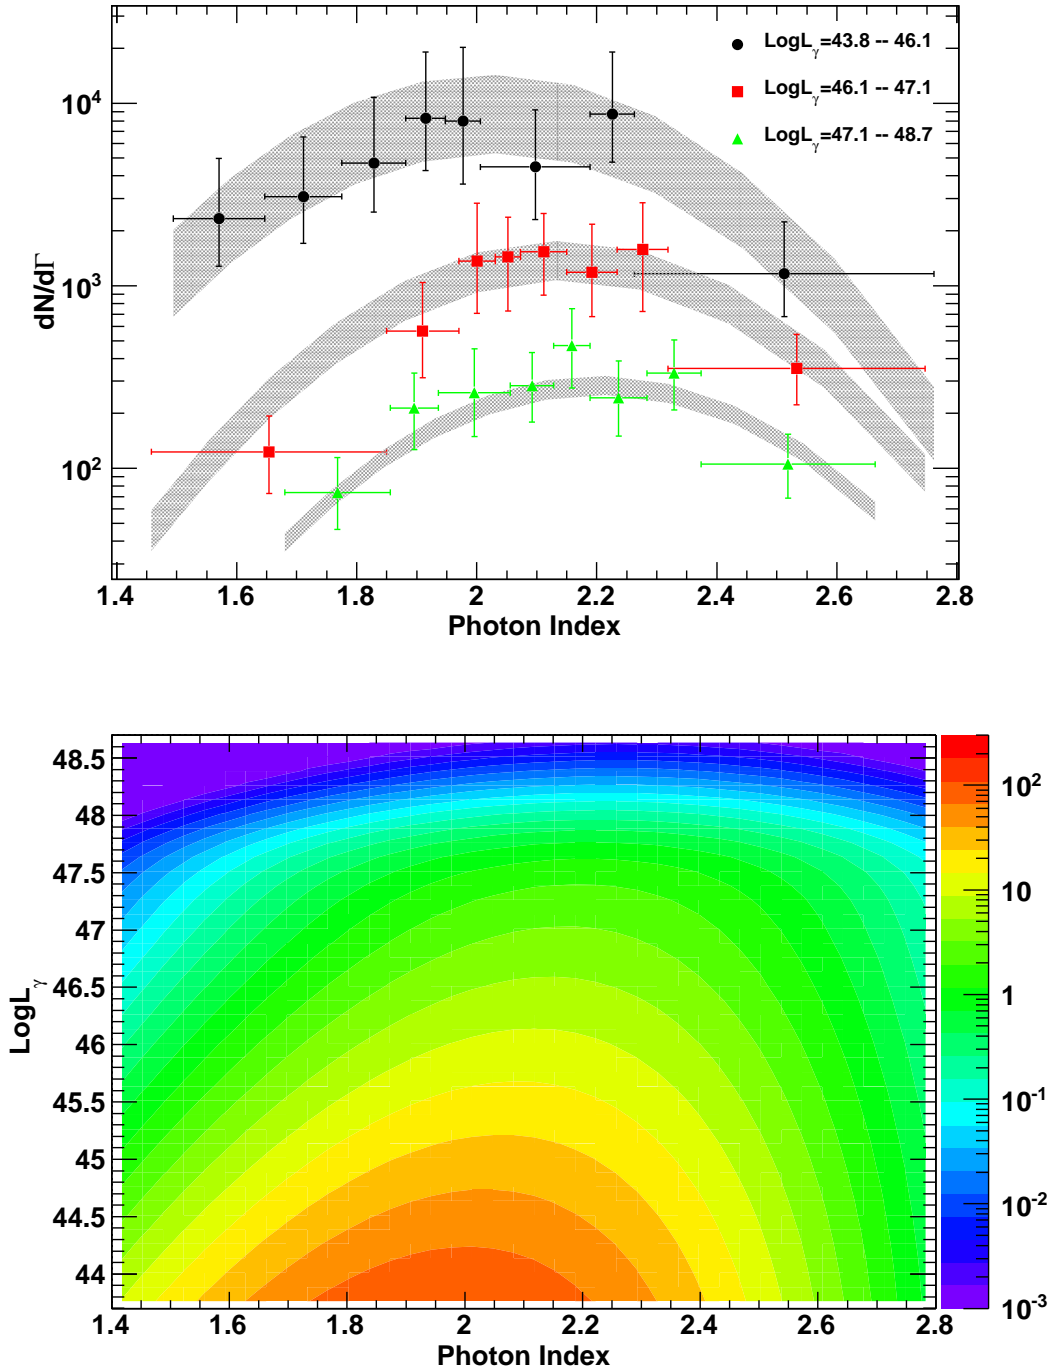 LogL_γ=43.8 -- 46.1
LogL_γ=46.1 -- 47.1
LogL_γ=47.1 -- 48.7
10^4
10^3
10^2
dN/dΓ
1.4 1.6 1.8 2 2.2 2.4 2.6 2.8
Photon Index
48.5
48
47.5
47
46.5
46
45.5
45
44.5
44
LogL_γ
10^2
10
1
10^-1
10^-2
10^-3
1.4 1.6 1.8 2 2.2 2.4 2.6 2.8
Photon Index